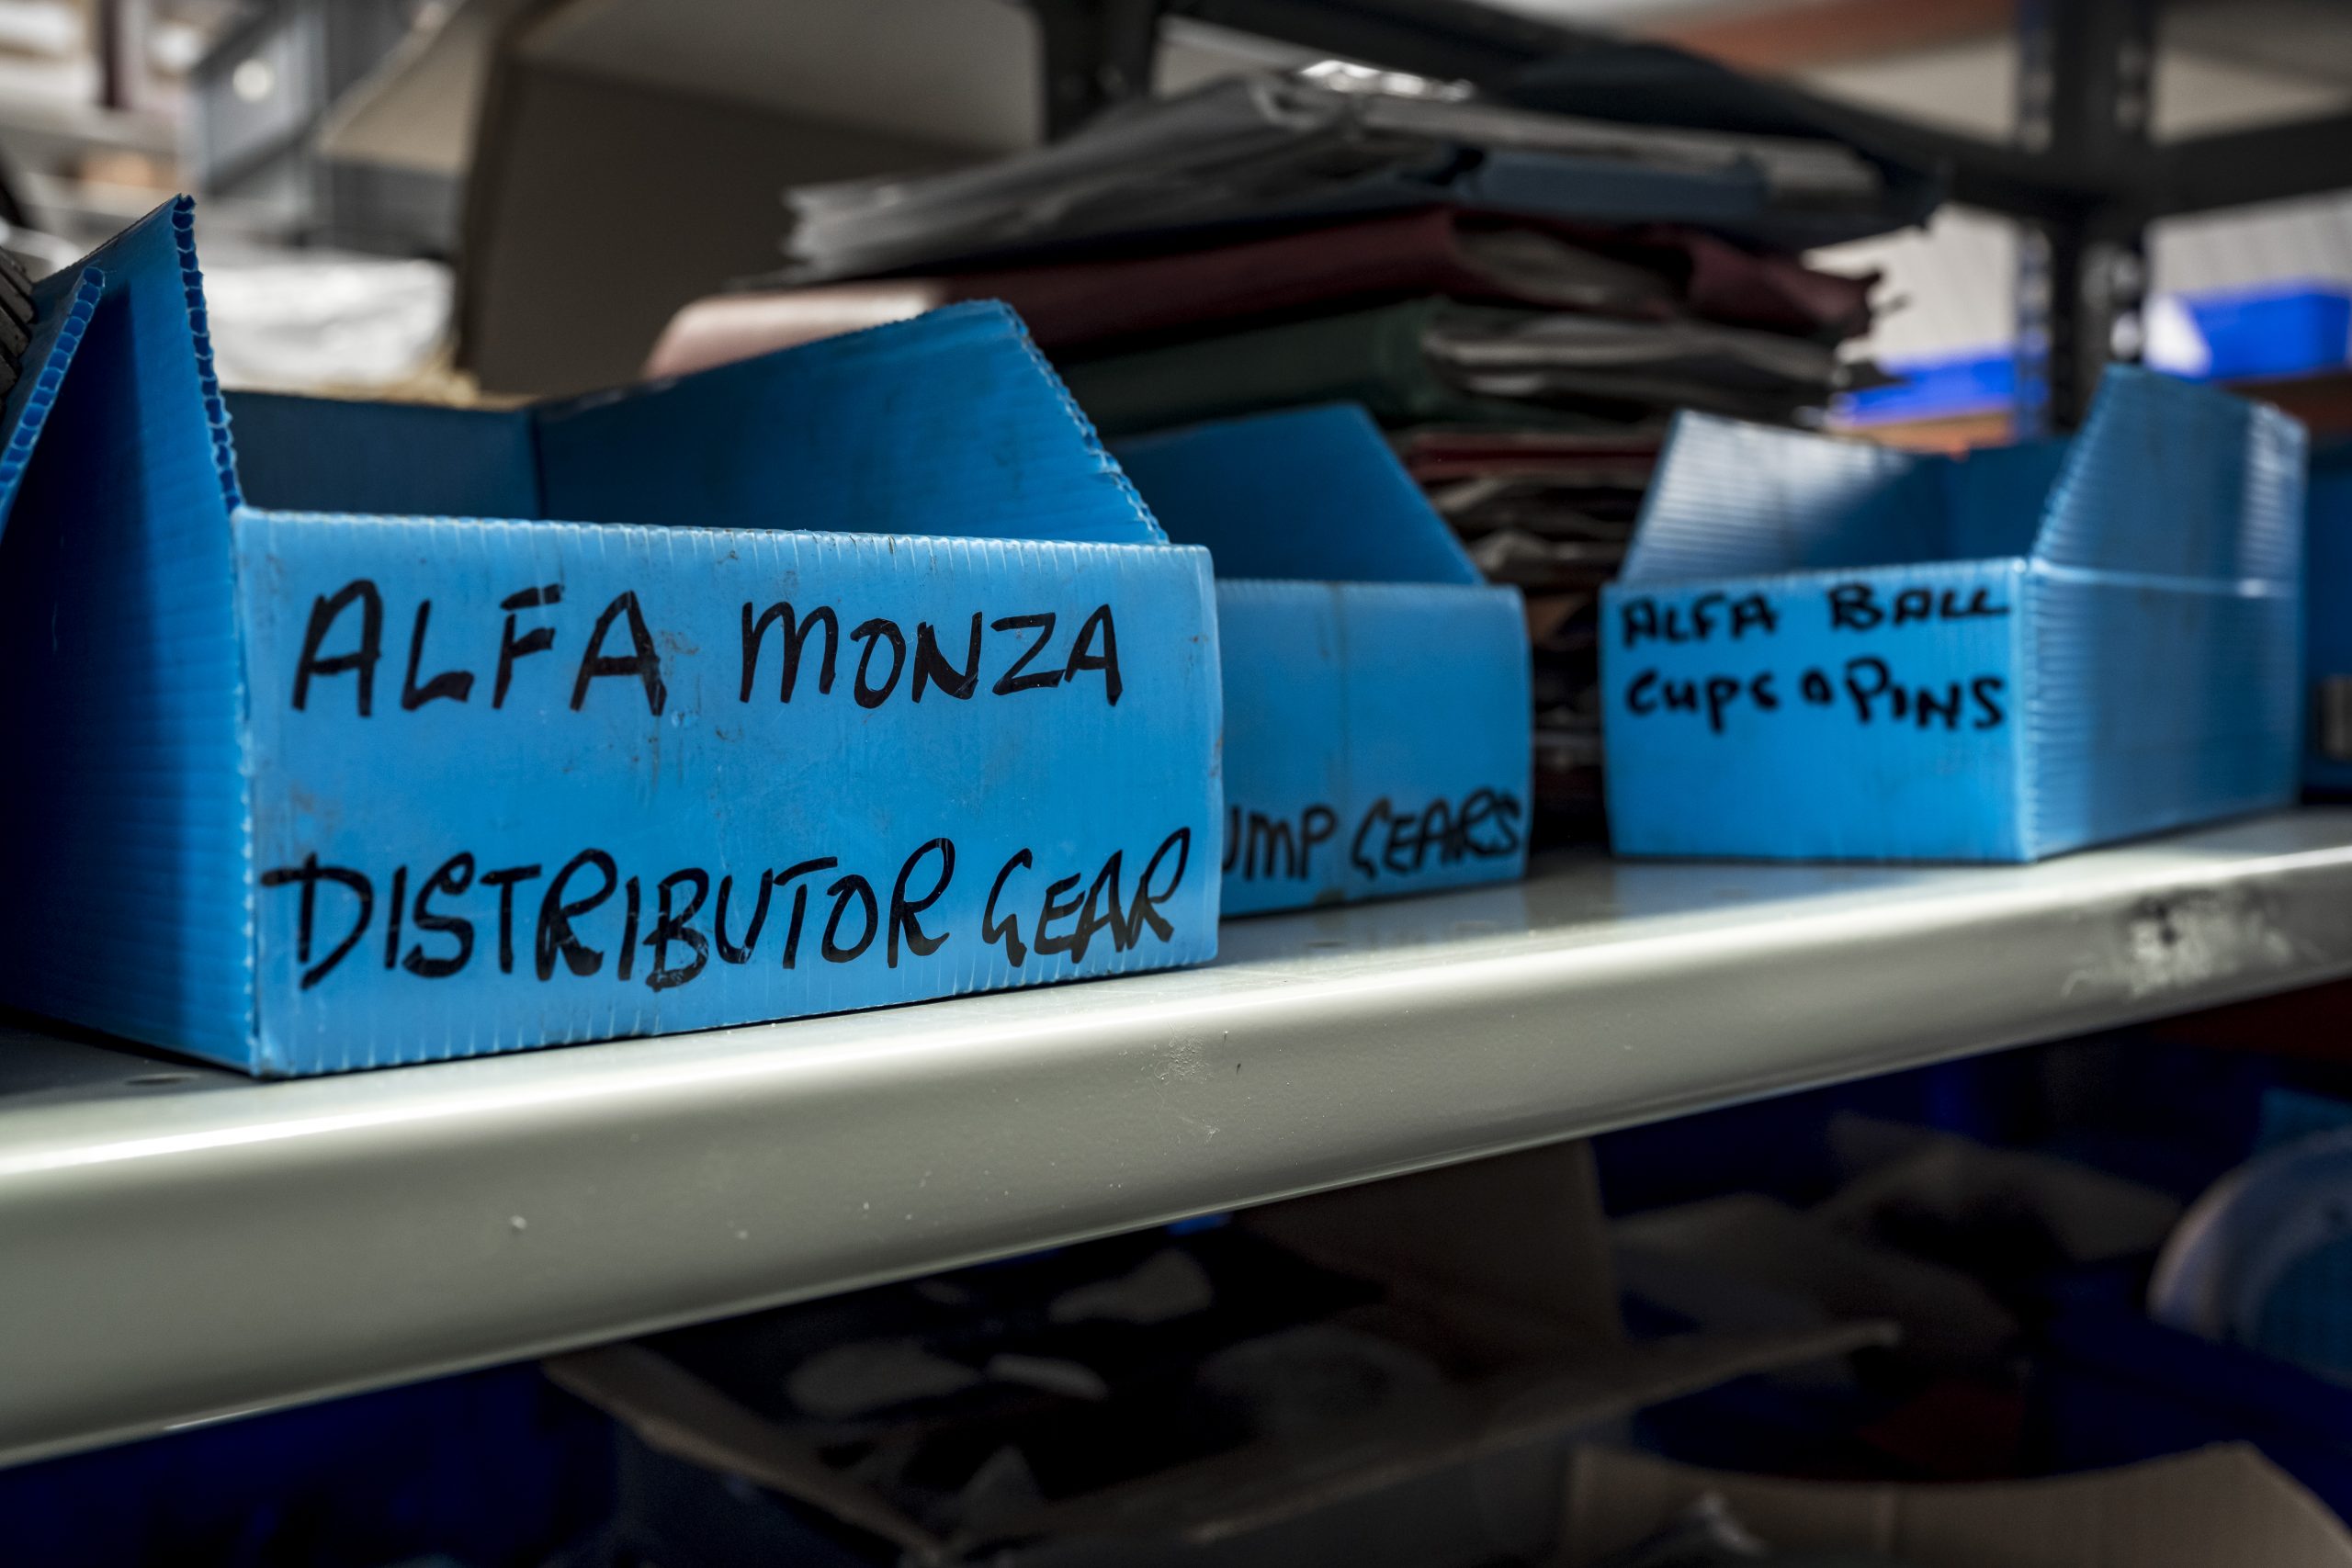 ALFA MONZA
DISTRIBUTOR GEAR
UMP GEARS
ALFA BALL
CUPS & PINS